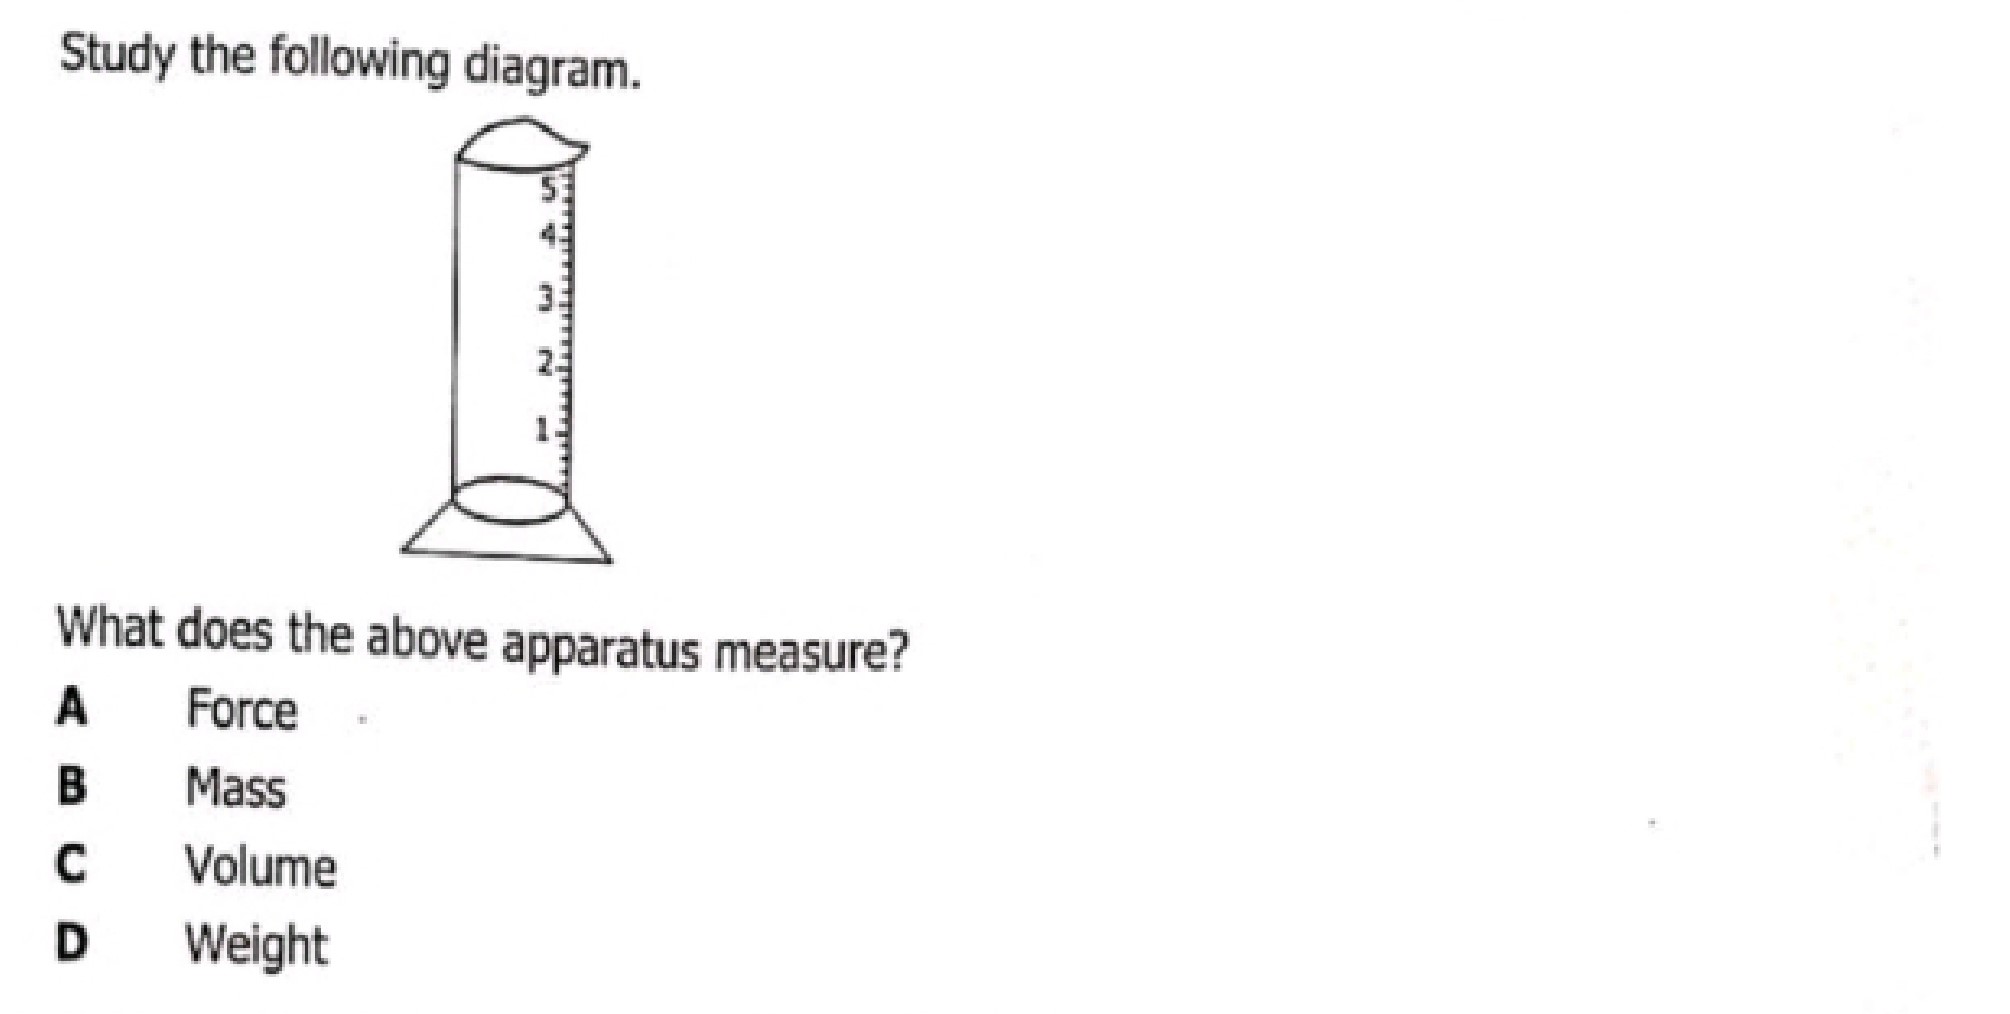 Study the following diagram.
5
4
3
2
1
What does the above apparatus measure?
A Force
B Mass
C Volume
D Weight